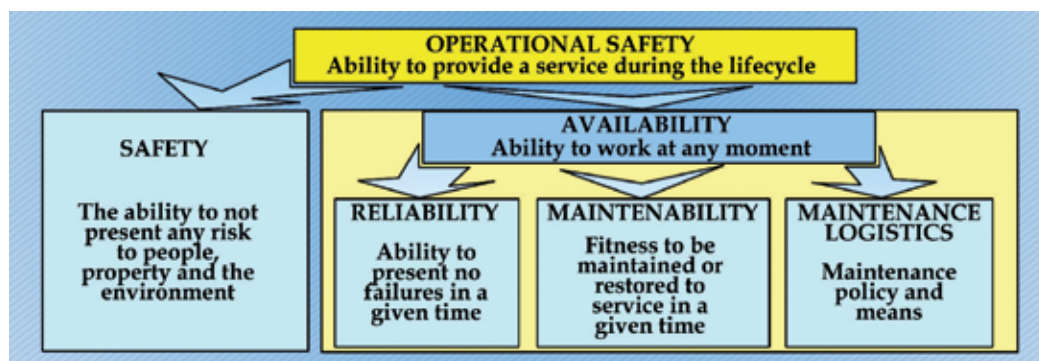 OPERATIONAL SAFETY
Ability to provide a service during the lifecycle
SAFETY
The ability to not
present any risk
to people,
property and the
environment
AVAILABILITY
Ability to work at any moment
RELIABILITY
Ability to
present no
failures in a
given time
MAINTENABILITY
Fitness to be
maintained or
restored to
service in a
given time
MAINTENANCE
LOGISTICS
Maintenance
policy and
means